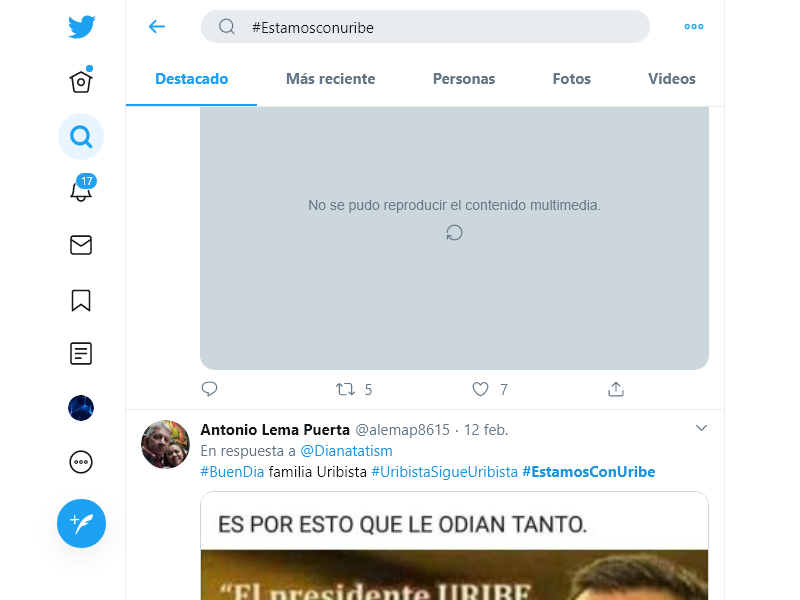 #Estamosconuribe
Destacado Más reciente Personas Fotos Videos
17
No se pudo reproducir el contenido multimedia.
5 7
Antonio Lema Puerta @alemap8615 · 12 feb.
En respuesta a @Dianatatism
#BuenDia familia Uribista #UribistaSigueUribista #EstamosConUribe
ES POR ESTO QUE LE ODIAN TANTO.
“El presidente URIBE